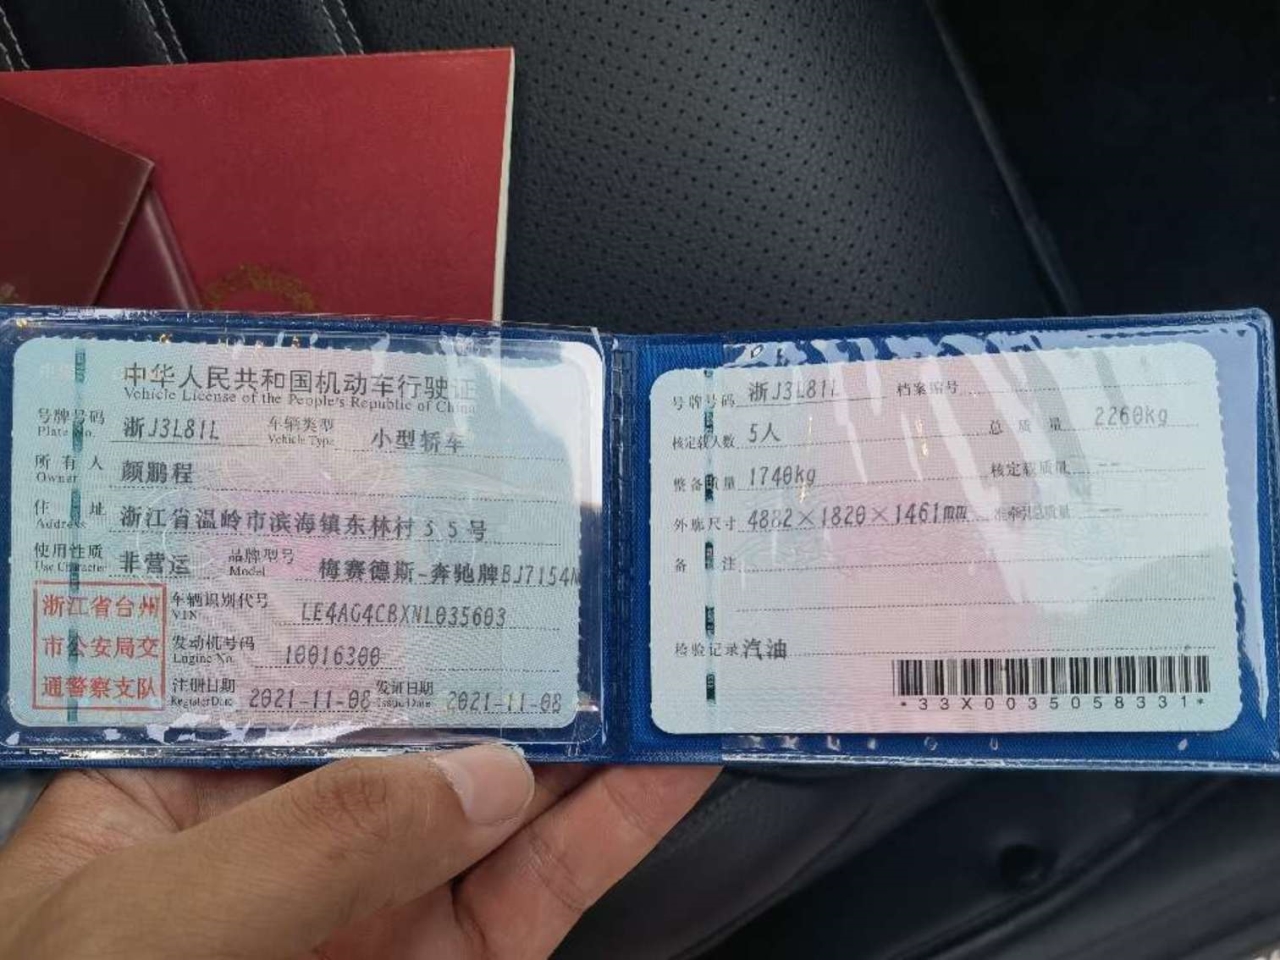 中华人民共和国机动车行驶证
Vehicle License of the People's Republic of China
号牌号码 浙J3L81L 车辆类型 小型轿车
Plate No. Vehicle Type
所有人 颜鹏程
Owner
住址 浙江省温岭市滨海镇东林村35号
Address
使用性质 非营运 品牌型号 梅赛德斯-奔驰牌BJ7154
Use Character Model
浙江省台州
市公安局交
通警察支队
车辆识别代号 LE4AG4CBXNL035603
VIN
发动机号码 10016300
Engine No.
注册日期 2021-11-08 发证日期 2021-11-08
Register Date Issue Date
号牌号码 浙J3L81L 档案编号
核定载人数 5人 总质量 2260kg
整备质量 1740kg 核定载质量 --
外廓尺寸 4882×1820×1461mm 准牵引总质量 --
备注
检验记录 汽油
*33X0035058331*